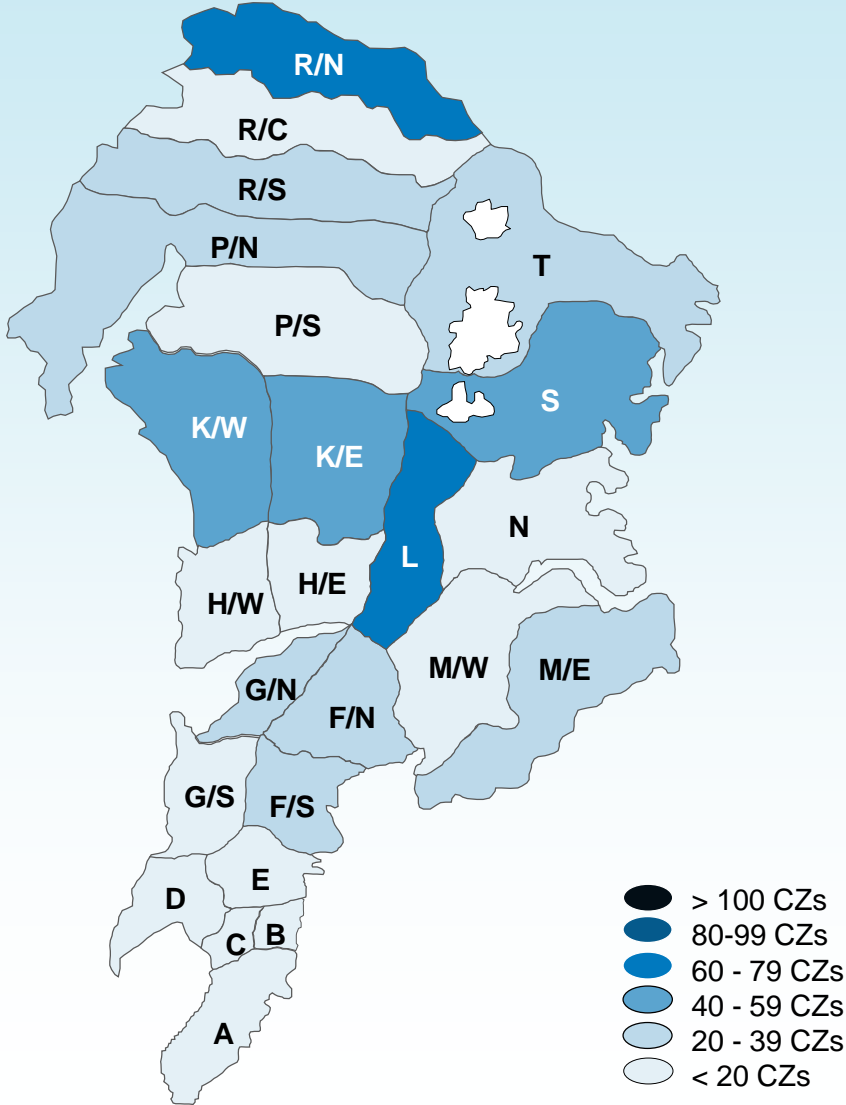 R/N
R/C
R/S
P/N
T
P/S
S
K/W
K/E
N
L
H/E
H/W
M/W
M/E
G/N
F/N
G/S
F/S
E
D
B
C
A
> 100 CZs
80-99 CZs
60 - 79 CZs
40 - 59 CZs
20 - 39 CZs
< 20 CZs